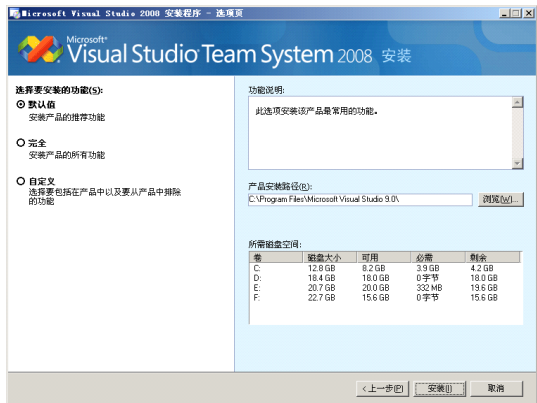 Microsoft Visual Studio 2008 安装程序 - 选项页
Microsoft®
Visual Studio Team System 2008 安装
选择要安装的功能(S):
默认值
安装产品的推荐功能
完全
安装产品的所有功能
自定义
选择要包括在产品中以及要从产品中排除
的功能
功能说明:
此选项安装该产品最常用的功能。
产品安装路径(R):
C:\Program Files\Microsoft Visual Studio 9.0\
浏览(W)...
所需磁盘空间:
卷 磁盘大小 可用 必需 剩余
C: 12.8 GB 8.2 GB 3.9 GB 4.2 GB
D: 18.4 GB 18.0 GB 0 字节 18.0 GB
E: 20.7 GB 20.0 GB 332 MB 19.6 GB
F: 22.7 GB 15.6 GB 0 字节 15.6 GB
<上一步(P) 安装(I) 取消